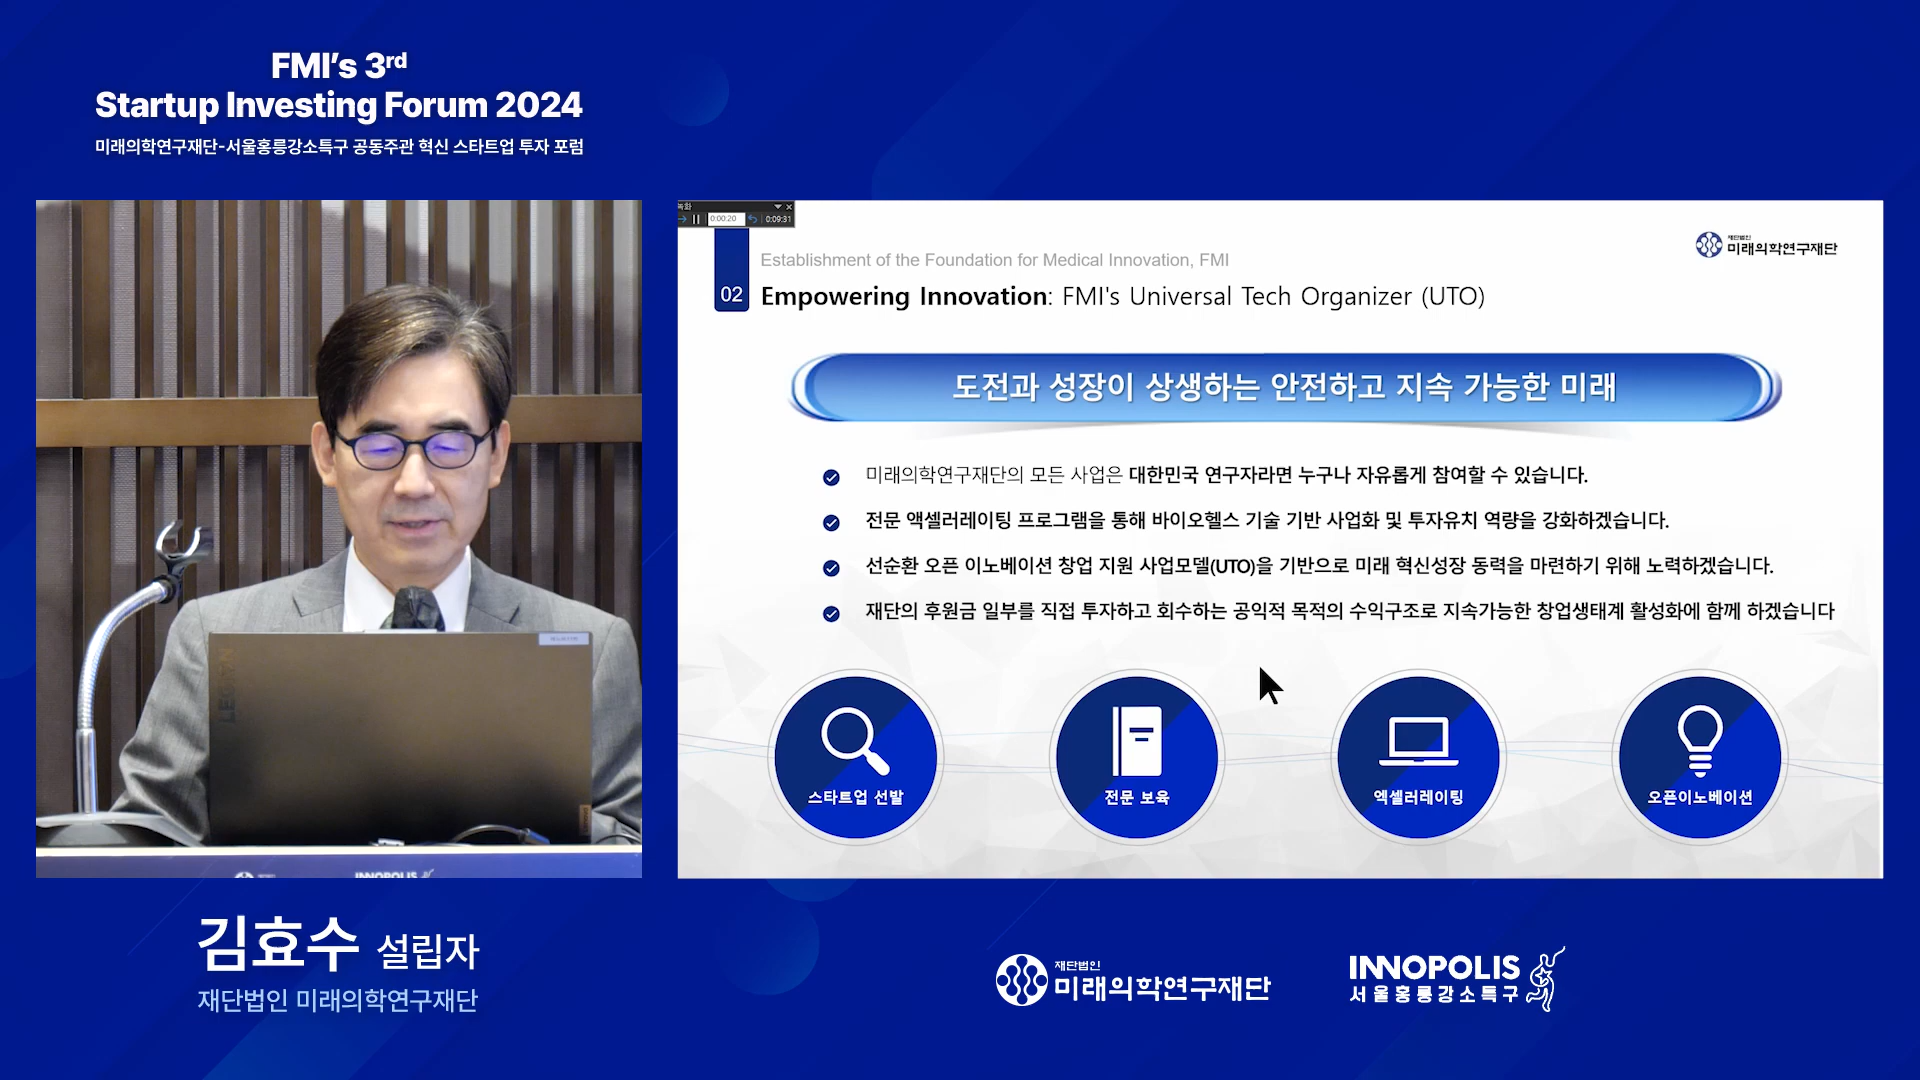 FMI's 3rd
Startup Investing Forum 2024
미래의학연구재단-서울홍릉강소특구 공동주관 혁신 스타트업 투자 포럼
녹화
0:00:20
0:09:31
재단법인
미래의학연구재단
Establishment of the Foundation for Medical Innovation, FMI
02
Empowering Innovation: FMI's Universal Tech Organizer (UTO)
도전과 성장이 상생하는 안전하고 지속 가능한 미래
미래의학연구재단의 모든 사업은 대한민국 연구자라면 누구나 자유롭게 참여할 수 있습니다.
전문 액셀러레이팅 프로그램을 통해 바이오헬스 기술 기반 사업화 및 투자유치 역량을 강화하겠습니다.
선순환 오픈 이노베이션 창업 지원 사업모델(UTO)을 기반으로 미래 혁신성장 동력을 마련하기 위해 노력하겠습니다.
재단의 후원금 일부를 직접 투자하고 회수하는 공익적 목적의 수익구조로 지속가능한 창업생태계 활성화에 함께 하겠습니다
스타트업 선발
전문 보육
엑셀러레이팅
오픈이노베이션
LEGION
INNOPOLIS
김효수 설립자
재단법인 미래의학연구재단
재단법인
미래의학연구재단
INNOPOLIS
서울홍릉강소특구